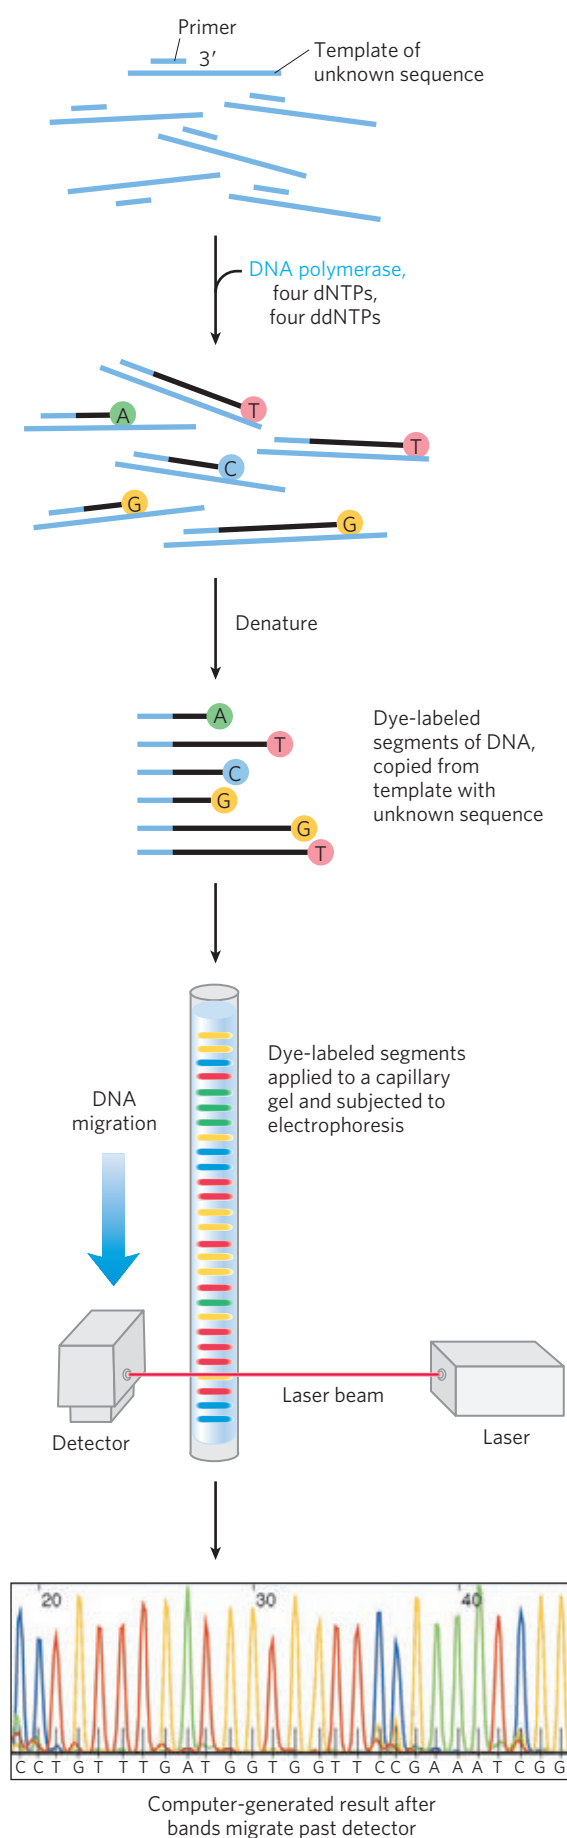 Primer
3′
Template of
unknown sequence
DNA polymerase,
four dNTPs,
four ddNTPs
A
T
T
C
G
G
Denature
A
T
C
G
G
T
Dye-labeled
segments of DNA,
copied from
template with
unknown sequence
Dye-labeled segments
applied to a capillary
gel and subjected to
electrophoresis
DNA
migration
Laser beam
Detector
Laser
20 30 40
C C T G T T T G A T G G T G G T T C C G A A A T C G G
Computer-generated result after
bands migrate past detector